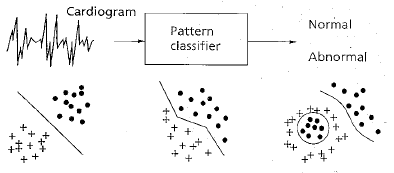 Cardiogram
Pattern
classifier
Normal
Abnormal